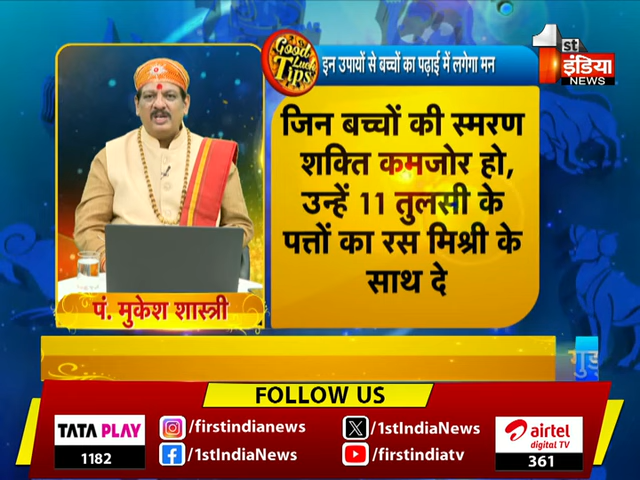 Good Luck Tips
इन उपायों से बच्चों का पढ़ाई में लगेगा मन
1st इंडिया NEWS
जिन बच्चों की स्मरण
शक्ति कमजोर हो,
उन्हें 11 तुलसी के
पत्तों का रस मिश्री के
साथ दे
पं. मुकेश शास्त्री
FOLLOW US
TATA PLAY
1182
/firstindianews
/1stIndiaNews
/1stIndiaNews
/firstindiatv
airtel
digital TV
361